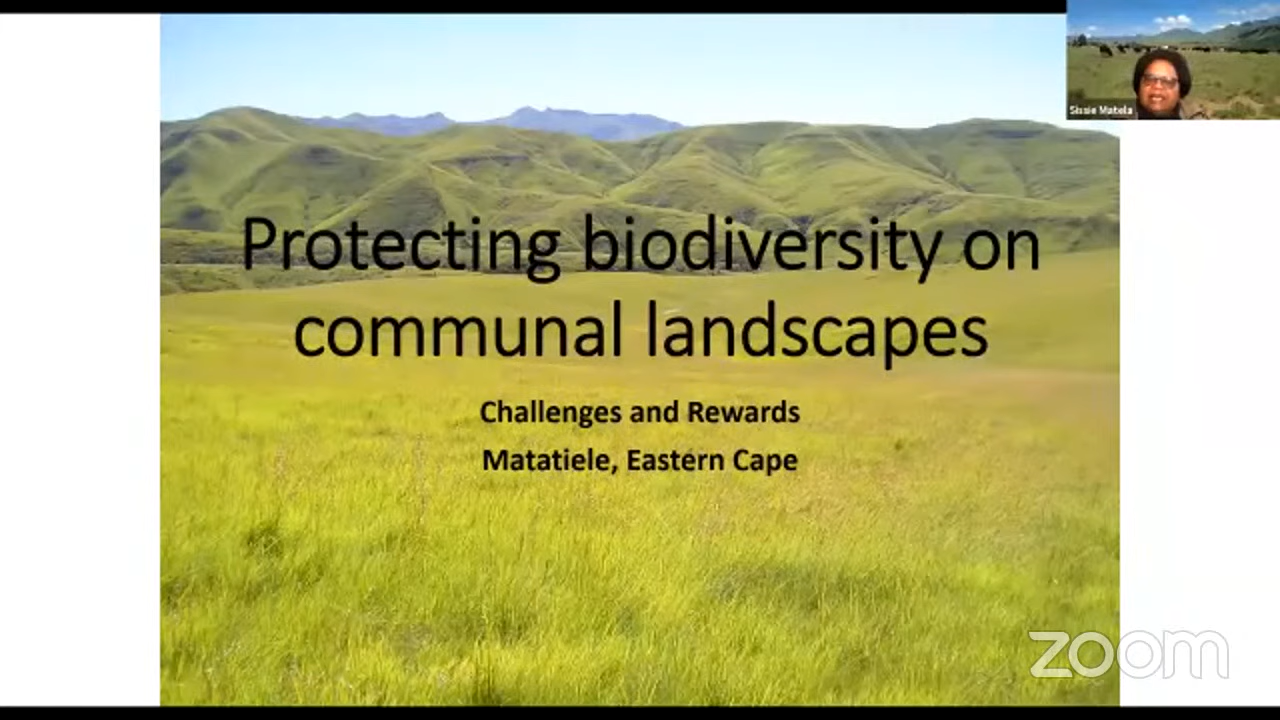 Sissie Matela
Protecting biodiversity on
communal landscapes
Challenges and Rewards
Matatiele, Eastern Cape
zoom